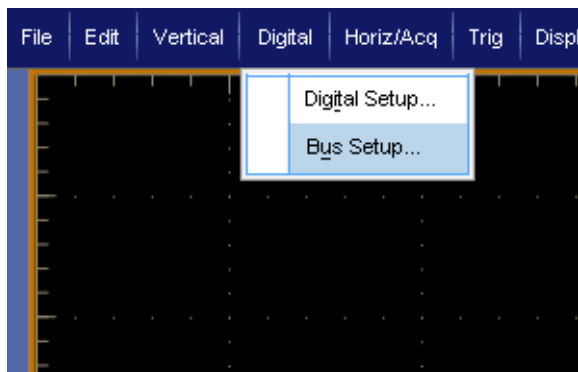 File Edit Vertical Digital Horiz/Acq Trig
Digital Setup...
Bus Setup...